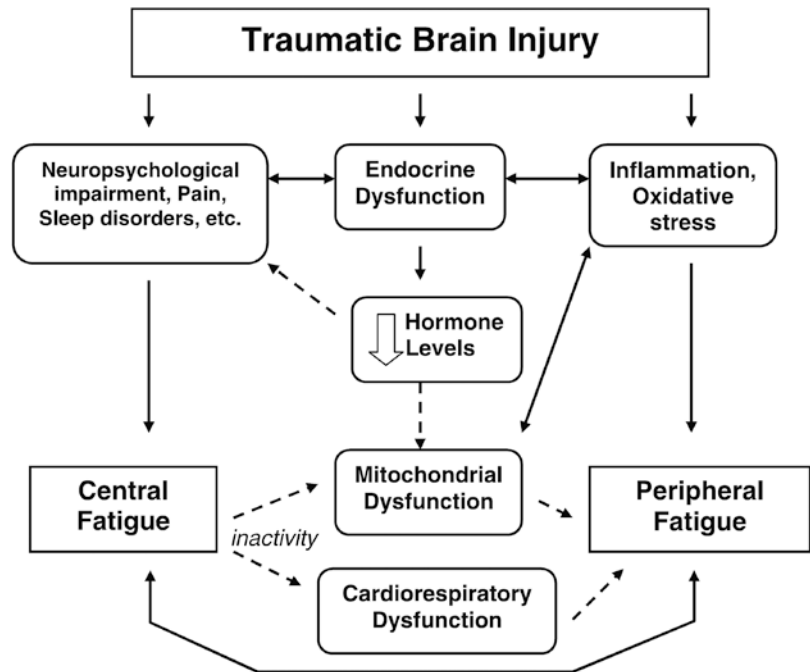 Traumatic Brain Injury
Neuropsychological
impairment, Pain,
Sleep disorders, etc.
Endocrine
Dysfunction
Inflammation,
Oxidative
stress
Hormone
Levels
Central
Fatigue
inactivity
Mitochondrial
Dysfunction
Peripheral
Fatigue
Cardiorespiratory
Dysfunction